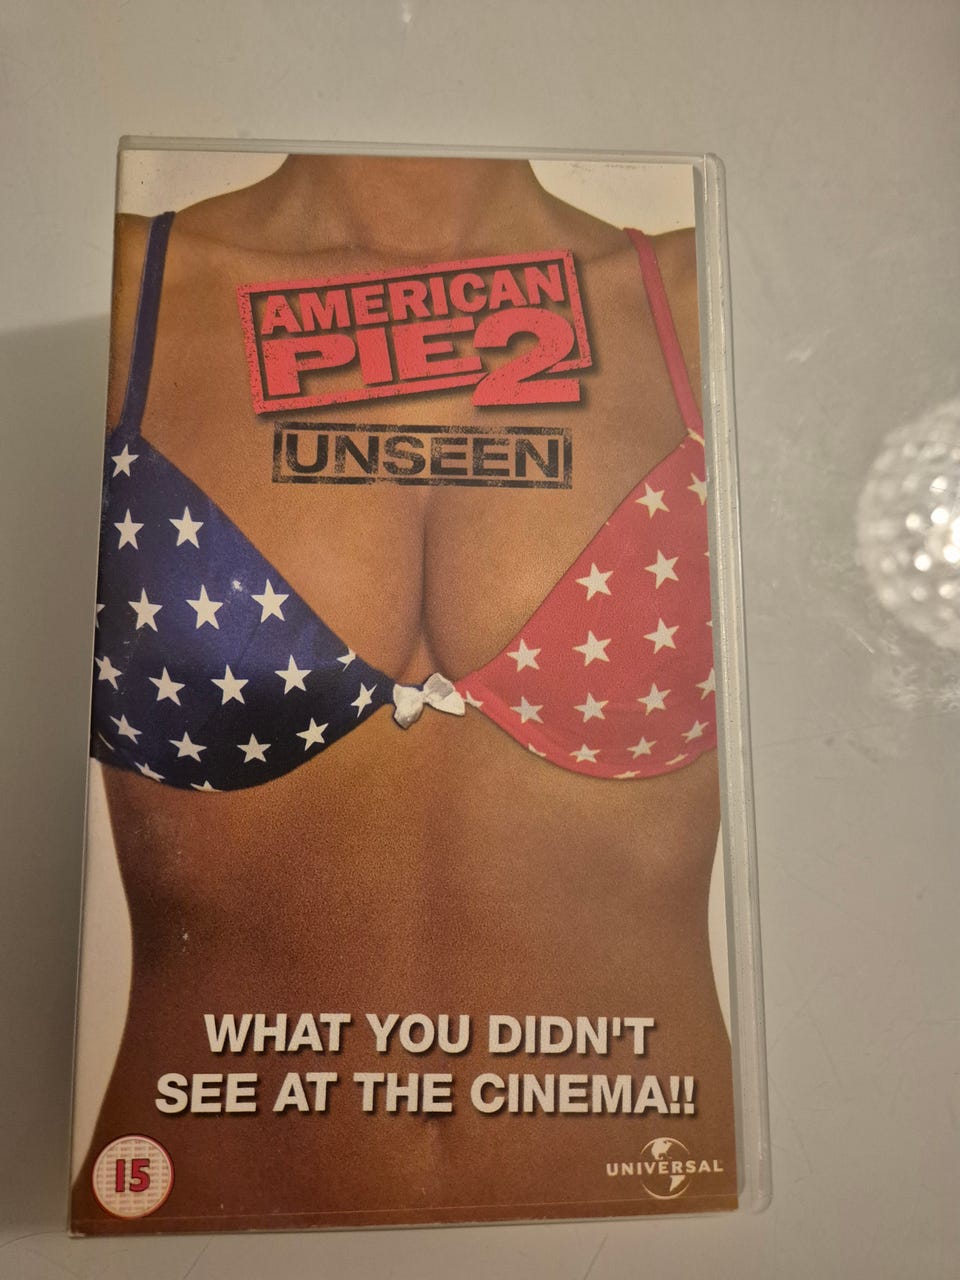 AMERICAN
PIE 2
UNSEEN
WHAT YOU DIDN'T
SEE AT THE CINEMA!!
15
UNIVERSAL